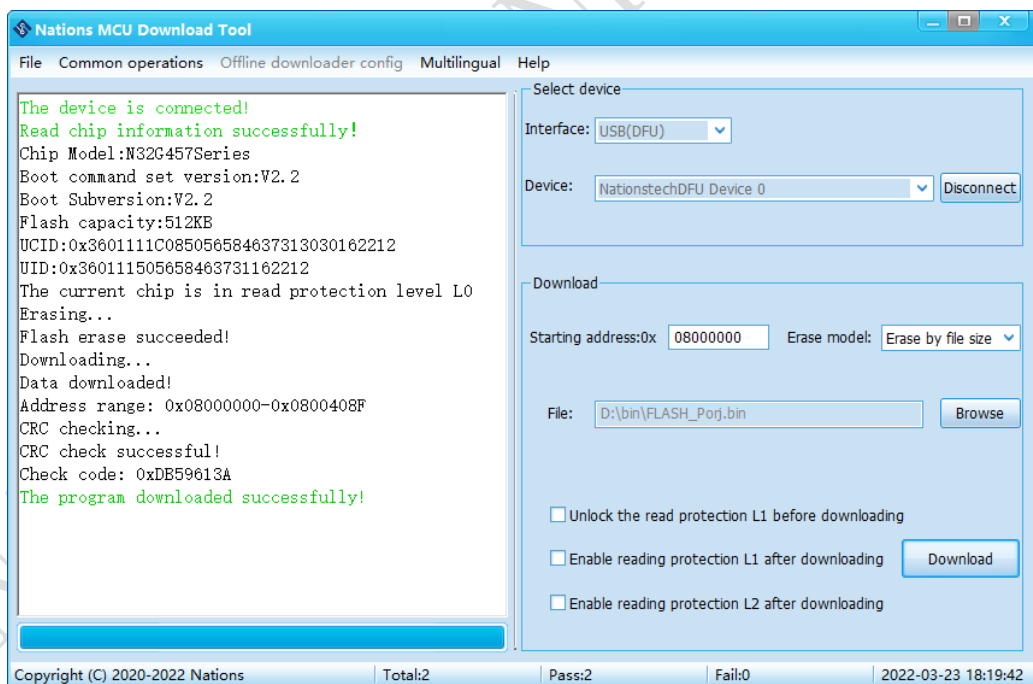 Nations MCU Download Tool
File Common operations Offline downloader config Multilingual Help
The device is connected!
Read chip information successfully!
Chip Model:N32G457Series
Boot command set version:V2.2
Boot Subversion:V2.2
Flash capacity:512KB
UCID:0x3601111C085056584637313030162212
UID:0x360111505658463731162212
The current chip is in read protection level L0
Erasing...
Flash erase succeeded!
Downloading...
Data downloaded!
Address range: 0x08000000-0x0800408F
CRC checking...
CRC check successful!
Check code: 0xDB59613A
The program downloaded successfully!
Select device
Interface: USB(DFU)
Device: NationstechDFU Device 0 Disconnect
Download
Starting address:0x 08000000 Erase model: Erase by file size
File: D:\bin\FLASH_Porj.bin Browse
Unlock the read protection L1 before downloading
Enable reading protection L1 after downloading Download
Enable reading protection L2 after downloading
Copyright (C) 2020-2022 Nations Total:2 Pass:2 Fail:0 2022-03-23 18:19:42